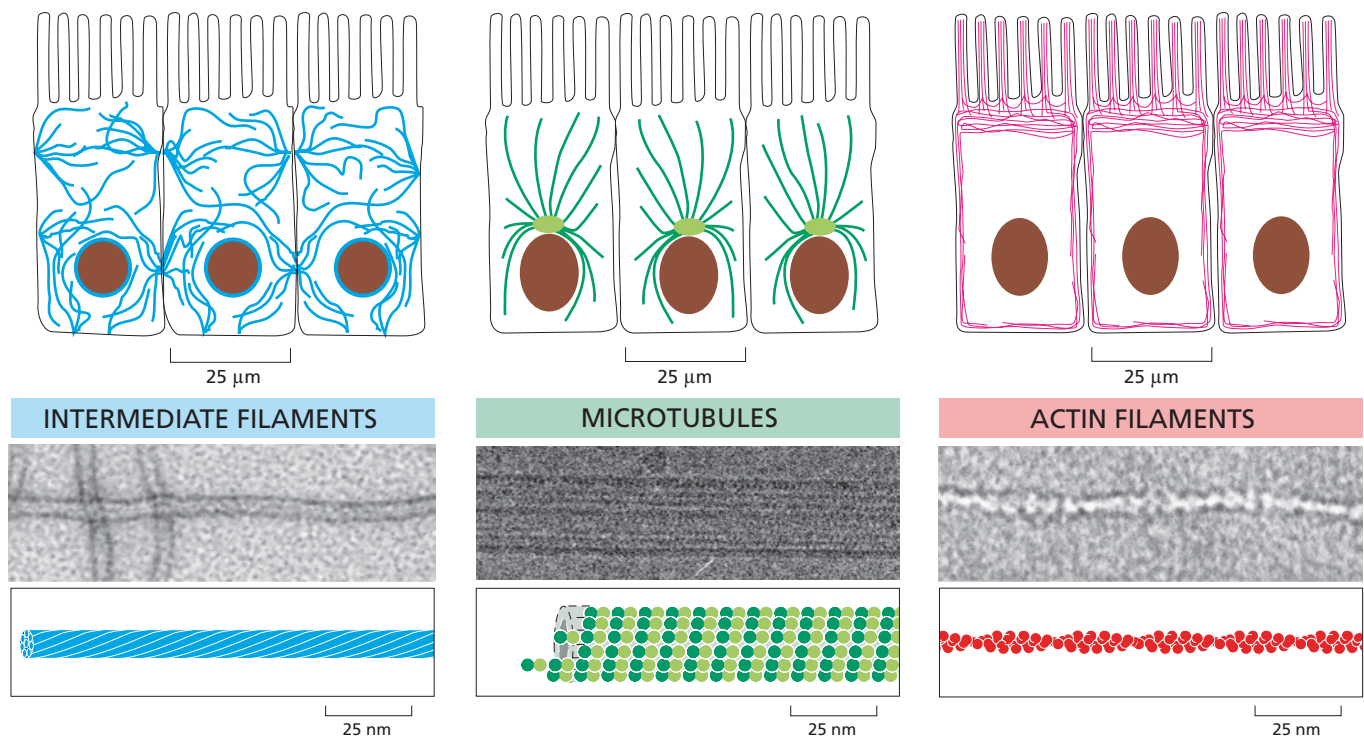 25 μm
25 μm
25 μm
INTERMEDIATE FILAMENTS
MICROTUBULES
ACTIN FILAMENTS
25 nm
25 nm
25 nm